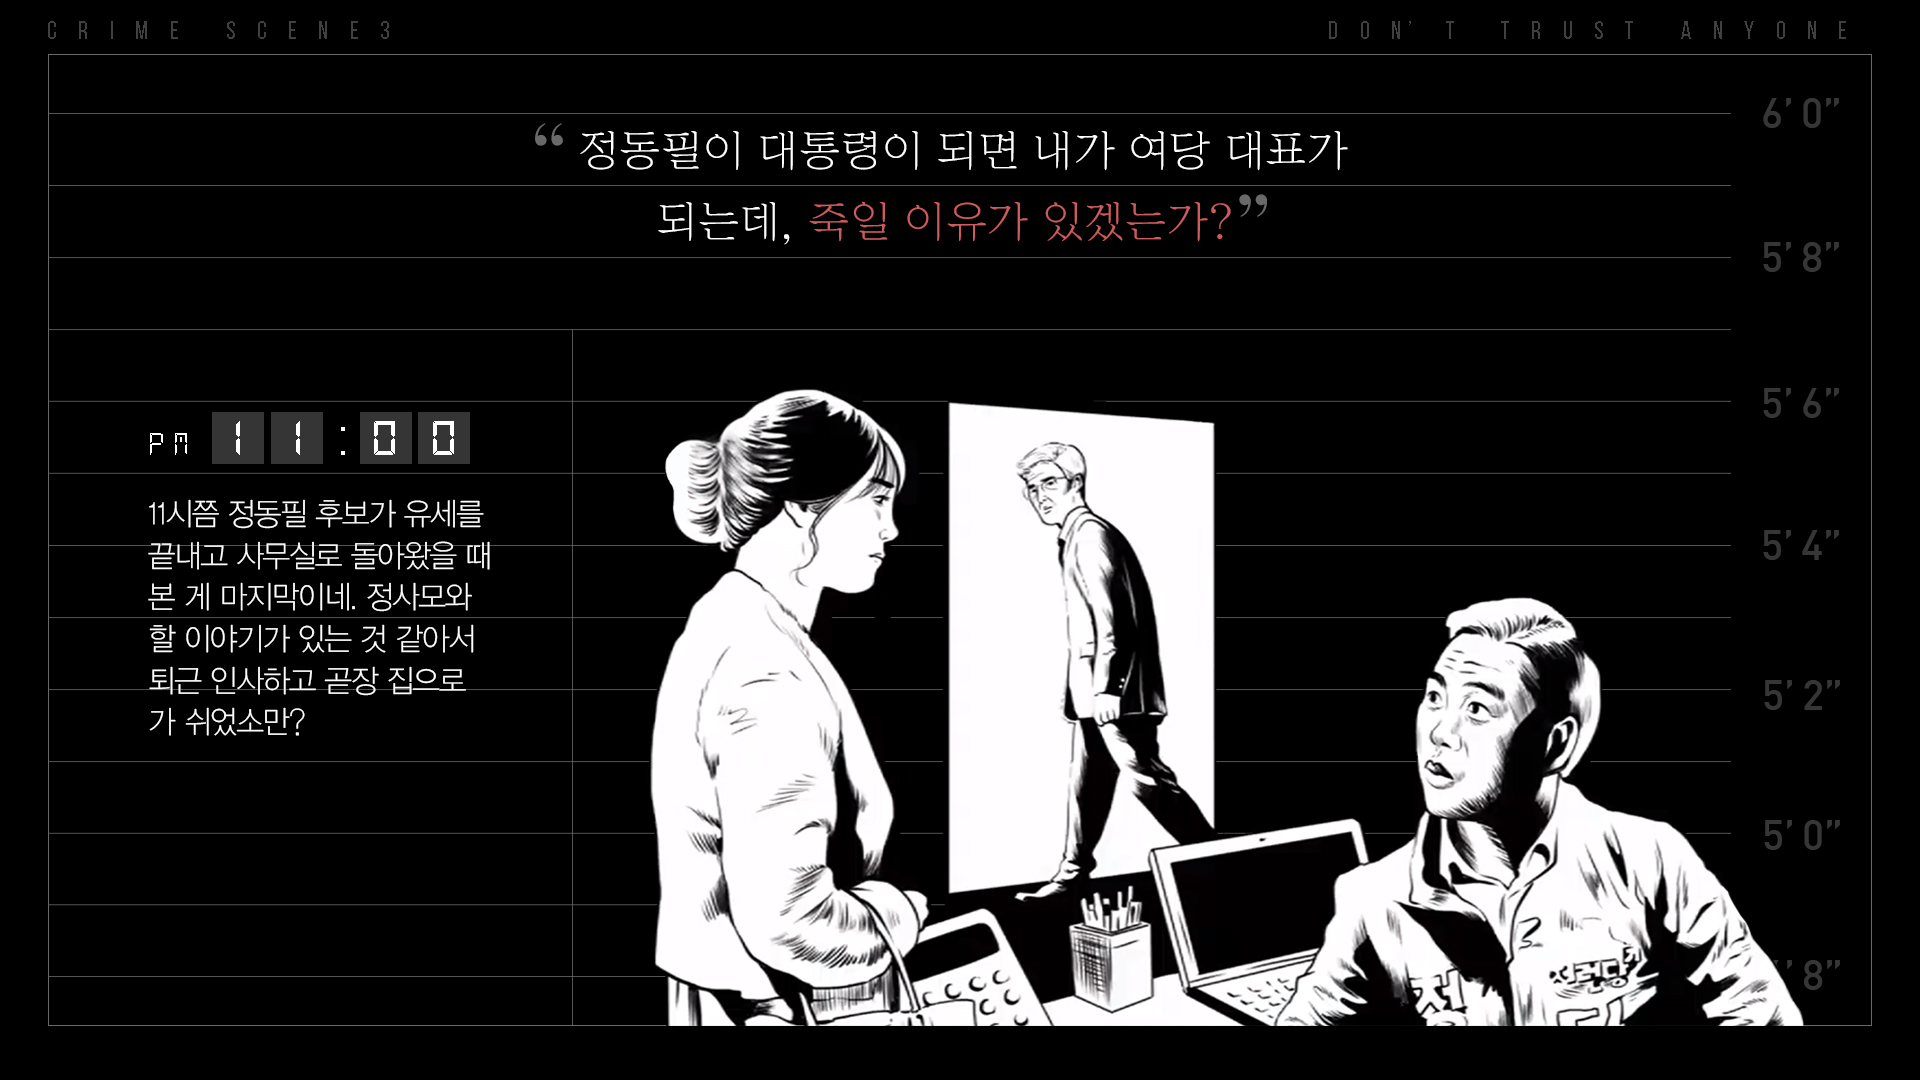 CRIME SCENE3
DON'T TRUST ANYONE
6’0”
“정동필이 대통령이 되면 내가 여당 대표가
되는데, 죽일 이유가 있겠는가?”
5’8”
5’6”
PM 11:00
11시쯤 정동필 후보가 유세를
끝내고 사무실로 돌아왔을 때
본 게 마지막이네. 정사모와
할 이야기가 있는 것 같아서
퇴근 인사하고 곧장 집으로
가 쉬었소만?
5’4”
5’2”
5’0”
’8”